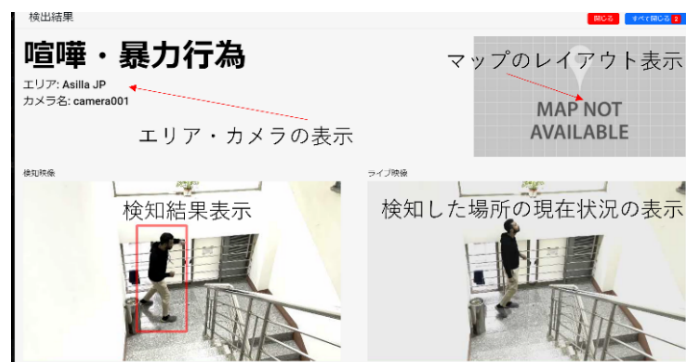 検出結果
閉じる
すべて閉じる 2
喧嘩・暴力行為
マップのレイアウト表示
エリア: Asilla JP
カメラ名: camera001
MAP NOT
AVAILABLE
エリア・カメラの表示
検知映像
ライブ映像
検知結果表示
検知した場所の現在状況の表示